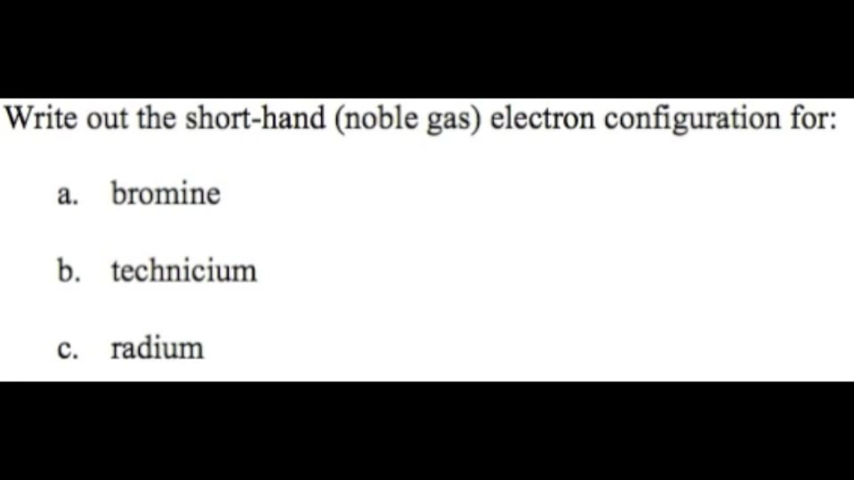 Write out the short-hand (noble gas) electron configuration for:
a. bromine
b. technicium
c. radium